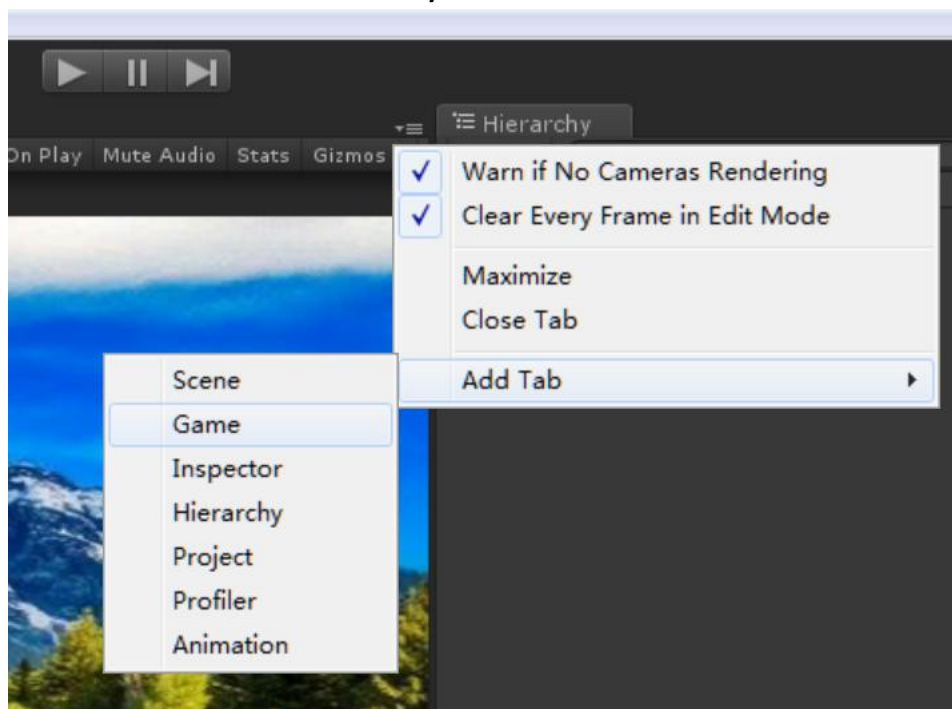 Hierarchy
On Play Mute Audio Stats Gizmos
Warn if No Cameras Rendering
Clear Every Frame in Edit Mode
Maximize
Close Tab
Add Tab
Scene
Game
Inspector
Hierarchy
Project
Profiler
Animation